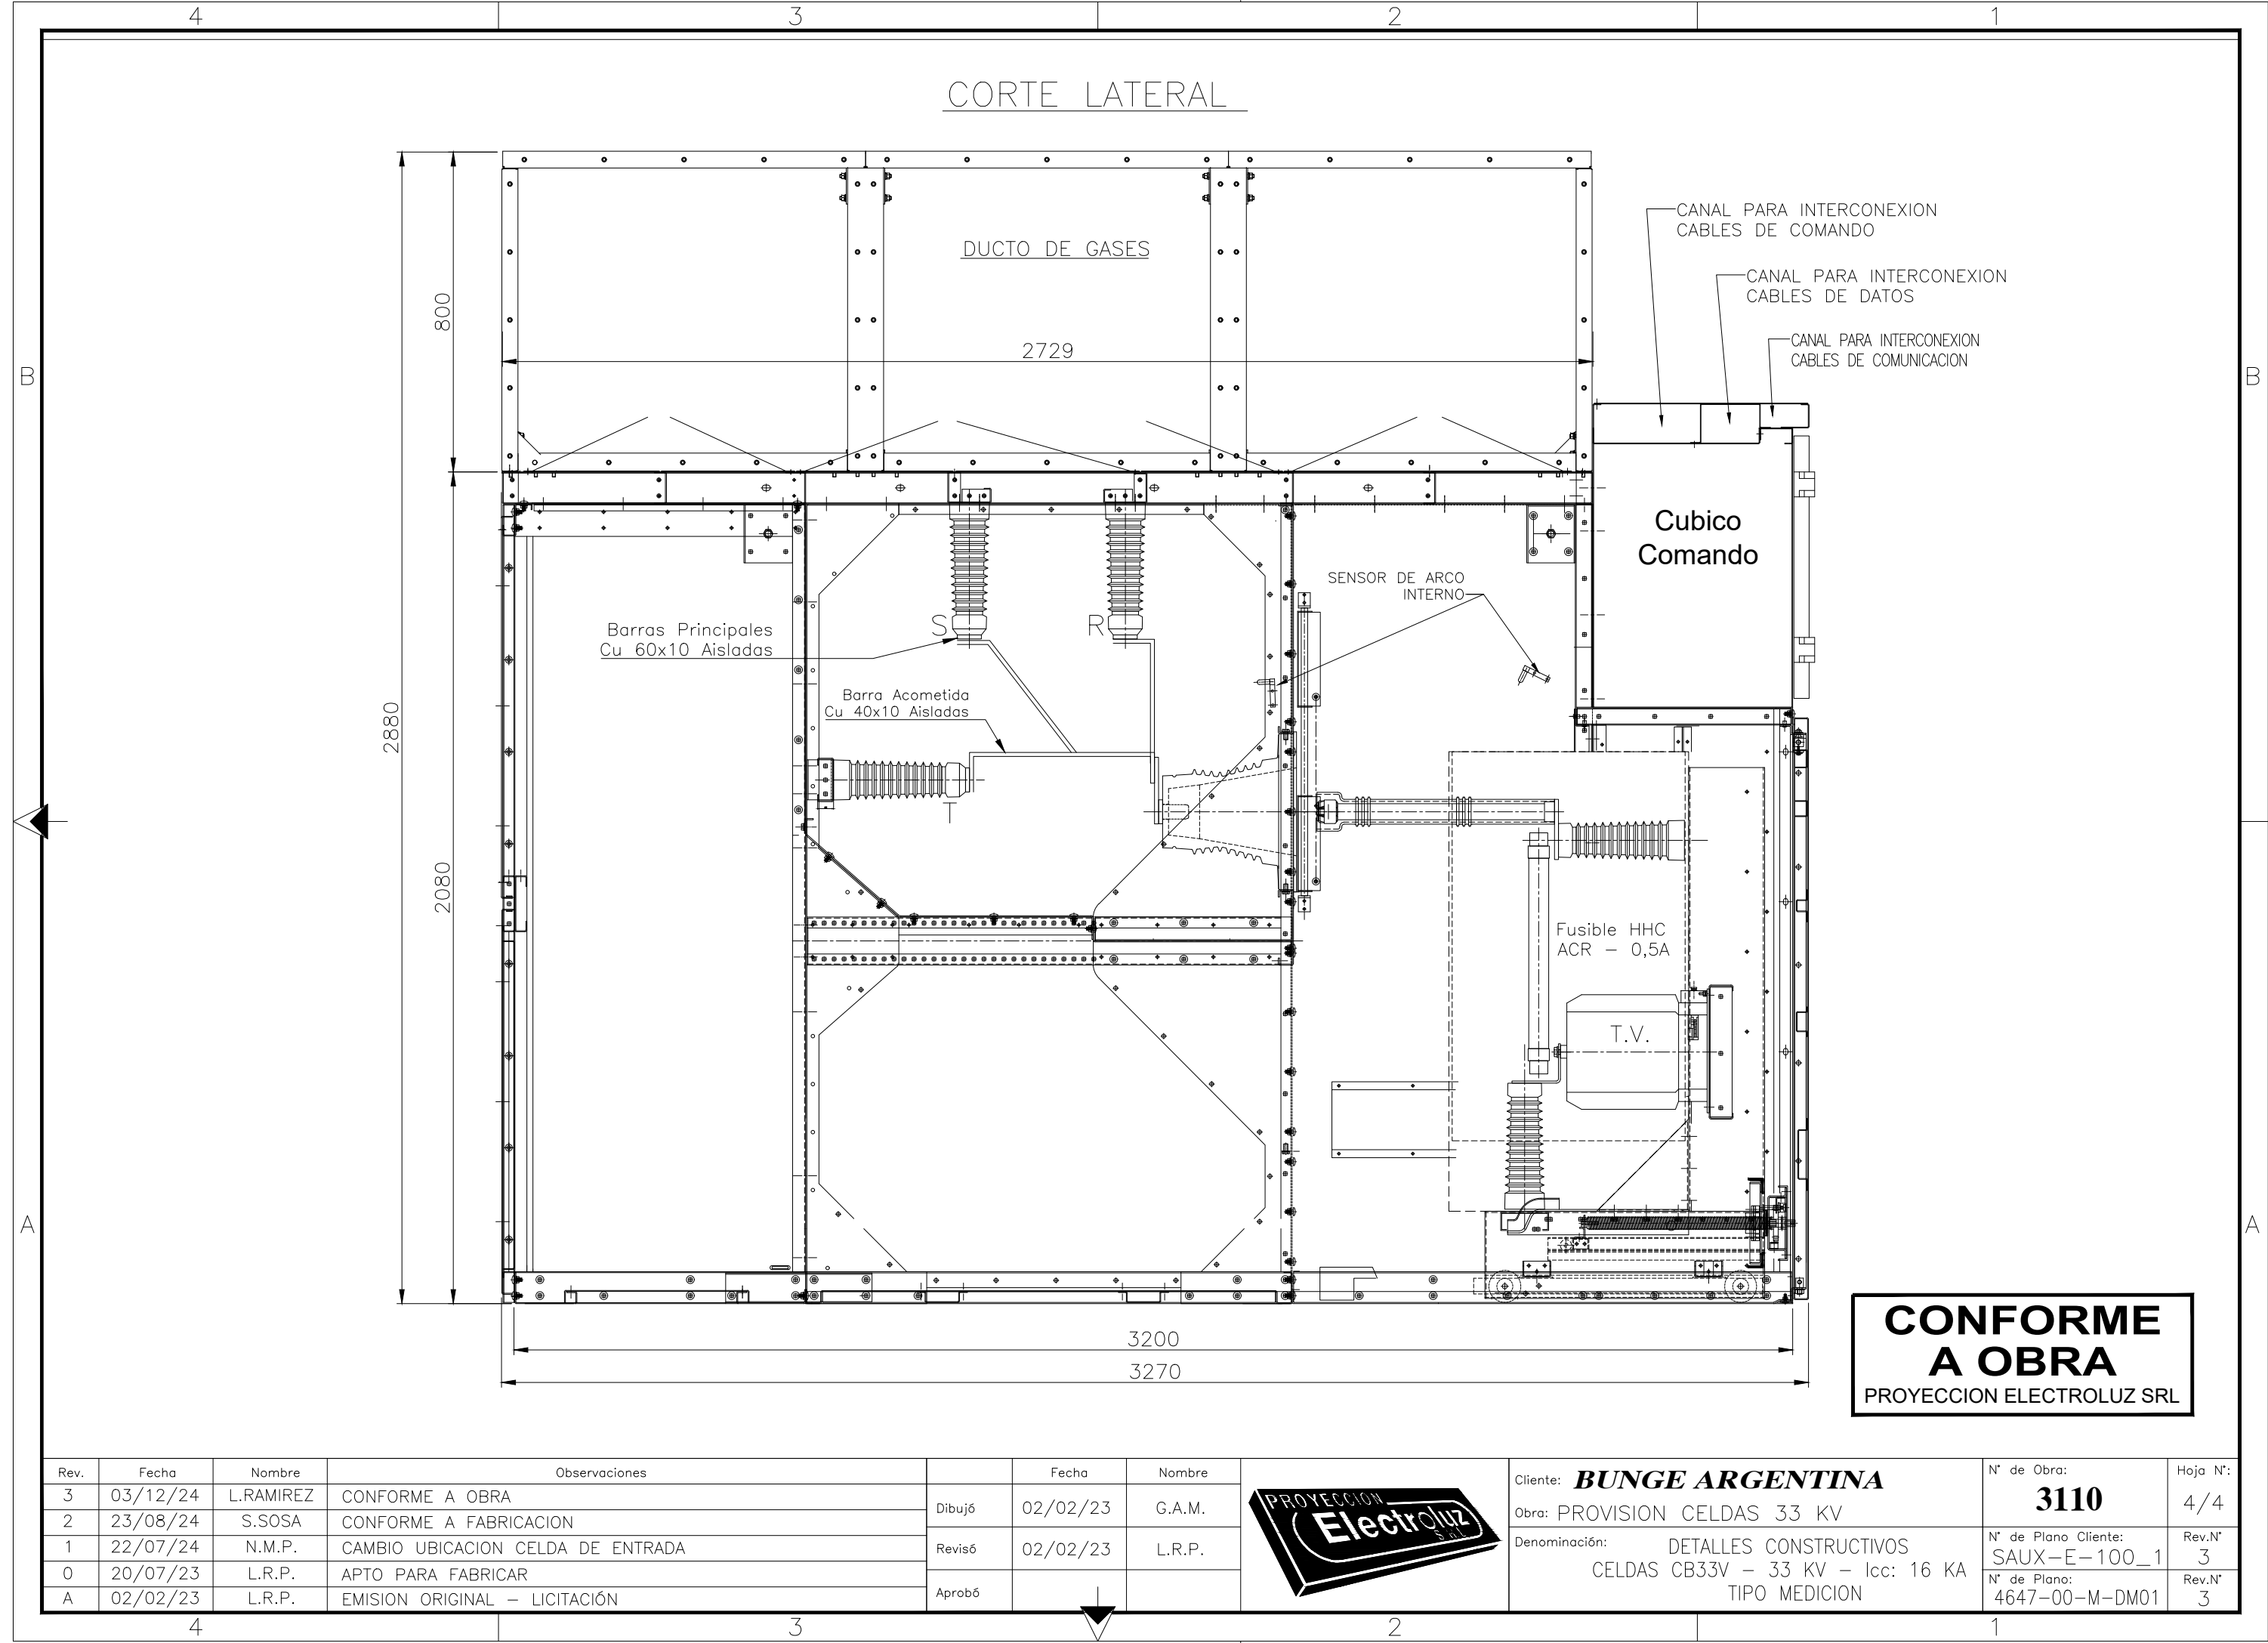 4 3 2 1
CORTE LATERAL
CANAL PARA INTERCONEXION
CABLES DE COMANDO
DUCTO DE GASES
CANAL PARA INTERCONEXION
CABLES DE DATOS
800
CANAL PARA INTERCONEXION
CABLES DE COMUNICACION
2729
B B
Cubico
Comando
SENSOR DE ARCO
INTERNO
S R
Barras Principales
Cu 60x10 Aisladas
Barra Acometida
Cu 40x10 Aisladas
2880
T
2080
Fusible HHC
ACR – 0,5A
T.V.
A A
3200
3270
CONFORME
A OBRA
PROYECCION ELECTROLUZ SRL
Rev. Fecha Nombre Observaciones
3 03/12/24 L.RAMIREZ CONFORME A OBRA
2 23/08/24 S.SOSA CONFORME A FABRICACION
1 22/07/24 N.M.P. CAMBIO UBICACION CELDA DE ENTRADA
0 20/07/23 L.R.P. APTO PARA FABRICAR
A 02/02/23 L.R.P. EMISION ORIGINAL – LICITACIÓN
Fecha Nombre
Dibujó 02/02/23 G.A.M.
Revisó 02/02/23 L.R.P.
Aprobó
PROYECCION
Electroluz
S.R.L.
Cliente: BUNGE ARGENTINA
Obra: PROVISION CELDAS 33 KV
Denominación: DETALLES CONSTRUCTIVOS
CELDAS CB33V – 33 KV – Icc: 16 KA
TIPO MEDICION
N° de Obra:
3110
Hoja N°:
4/4
N° de Plano Cliente:
SAUX–E–100_1
Rev.N°
3
N° de Plano:
4647–00–M–DM01
Rev.N°
3
4 3 2 1